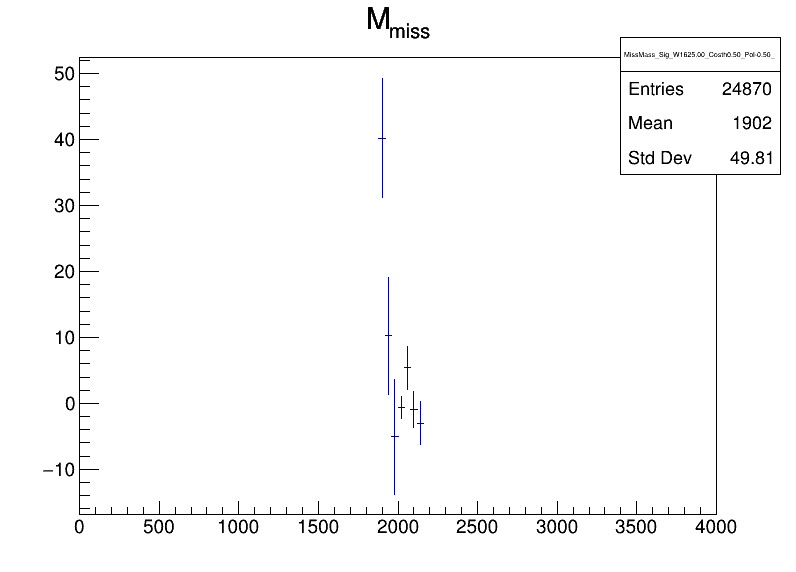 M_miss
MissMass_Sig_W1625.00_Costh0.50_Pol-0.50_
Entries 24870
Mean 1902
Std Dev 49.81
50
40
30
20
10
0
−10
0 500 1000 1500 2000 2500 3000 3500 4000